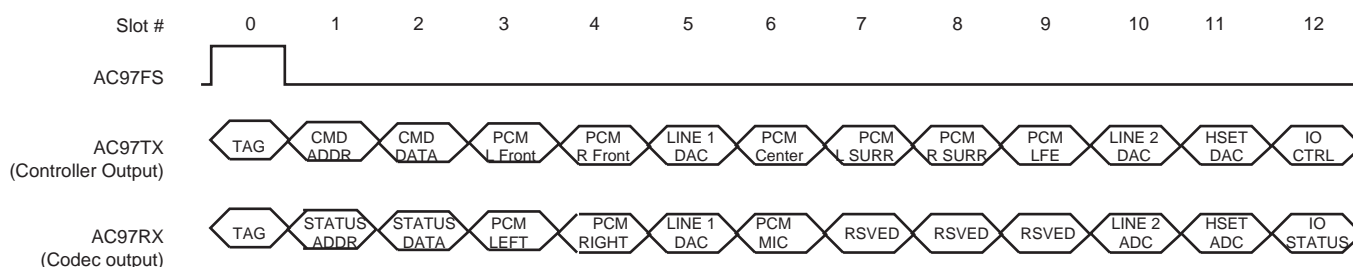 Slot # 0 1 2 3 4 5 6 7 8 9 10 11 12
AC97FS
AC97TX
(Controller Output)
TAG
CMD
ADDR
CMD
DATA
PCM
L Front
PCM
R Front
LINE 1
DAC
PCM
Center
PCM
L SURR
PCM
R SURR
PCM
LFE
LINE 2
DAC
HSET
DAC
IO
CTRL
AC97RX
(Codec output)
TAG
STATUS
ADDR
STATUS
DATA
PCM
LEFT
PCM
RIGHT
LINE 1
DAC
PCM
MIC
RSVED
RSVED
RSVED
LINE 2
ADC
HSET
ADC
IO
STATUS